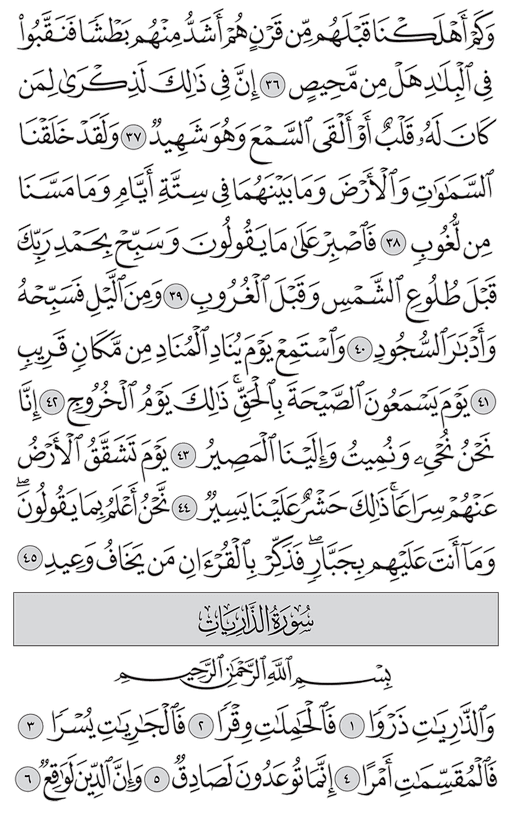 وَكَمْ أَهْلَكْنَا قَبْلَهُم مِّن قَرْنٍ هُمْ أَشَدُّ مِنْهُم بَطْشًا فَنَقَّبُوا۟
فِى ٱلْبِلَٰدِ هَلْ مِن مَّحِيصٍ ٣٦ إِنَّ فِى ذَٰلِكَ لَذِكْرَىٰ لِمَن
كَانَ لَهُۥ قَلْبٌ أَوْ أَلْقَى ٱلسَّمْعَ وَهُوَ شَهِيدٌ ٣٧ وَلَقَدْ خَلَقْنَا
ٱلسَّمَٰوَٰتِ وَٱلْأَرْضَ وَمَا بَيْنَهُمَا فِى سِتَّةِ أَيَّامٍ وَمَا مَسَّنَا
مِن لُّغُوبٍ ٣٨ فَٱصْبِرْ عَلَىٰ مَا يَقُولُونَ وَسَبِّحْ بِحَمْدِ رَبِّكَ
قَبْلَ طُلُوعِ ٱلشَّمْسِ وَقَبْلَ ٱلْغُرُوبِ ٣٩ وَمِنَ ٱلَّيْلِ فَسَبِّحْهُ
وَأَدْبَٰرَ ٱلسُّجُودِ ٤٠ وَٱسْتَمِعْ يَوْمَ يُنَادِ ٱلْمُنَادِ مِن مَّكَانٍ قَرِيبٍ
٤١ يَوْمَ يَسْمَعُونَ ٱلصَّيْحَةَ بِٱلْحَقِّ ۚ ذَٰلِكَ يَوْمُ ٱلْخُرُوجِ ٤٢ إِنَّا
نَحْنُ نُحْىِۦ وَنُمِيتُ وَإِلَيْنَا ٱلْمَصِيرُ ٤٣ يَوْمَ تَشَقَّقُ ٱلْأَرْضُ
عَنْهُمْ سِرَاعًا ۚ ذَٰلِكَ حَشْرٌ عَلَيْنَا يَسِيرٌ ٤٤ نَّحْنُ أَعْلَمُ بِمَا يَقُولُونَ ۖ
وَمَآ أَنتَ عَلَيْهِم بِجَبَّارٍ ۖ فَذَكِّرْ بِٱلْقُرْءَانِ مَن يَخَافُ وَعِيدِ ٤٥
سُورَةُ الذَّارِيَاتِ
بِسْمِ ٱللَّهِ ٱلرَّحْمَٰنِ ٱلرَّحِيمِ
وَٱلذَّٰرِيَٰتِ ذَرْوًا ١ فَٱلْحَٰمِلَٰتِ وِقْرًا ٢ فَٱلْجَٰرِيَٰتِ يُسْرًا ٣
فَٱلْمُقَسِّمَٰتِ أَمْرًا ٤ إِنَّمَا تُوعَدُونَ لَصَادِقٌ ٥ وَإِنَّ ٱلدِّينَ لَوَٰقِعٌ ٦